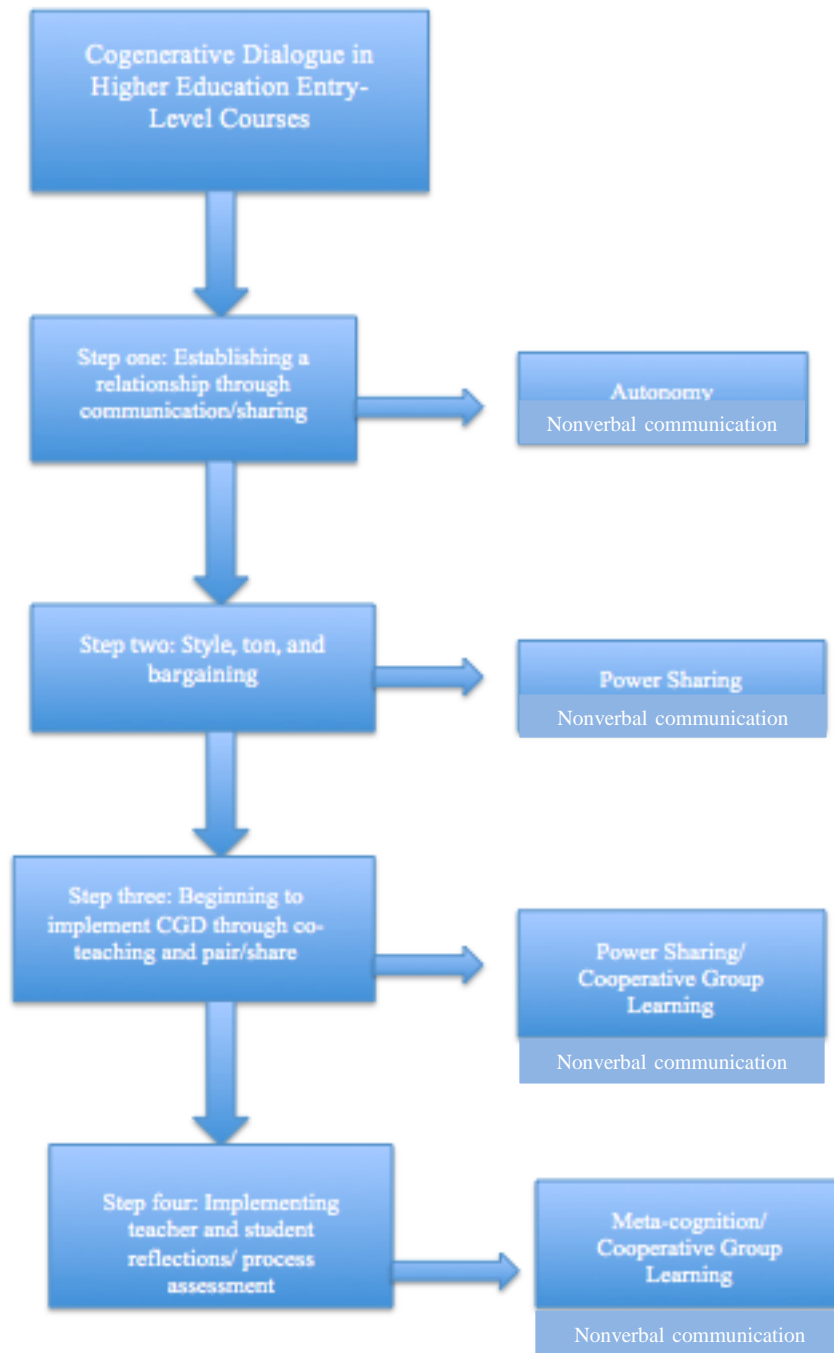 Cogenerative Dialogue in
Higher Education Entry-
Level Courses
Step one: Establishing a
relationship through
communication/sharing
Autonomy
Nonverbal communication
Step two: Style, ton, and
bargaining
Power Sharing
Nonverbal communication
Step three: Beginning to
implement CGD through co-
teaching and pair/share
Power Sharing/
Cooperative Group
Learning
Nonverbal communication
Step four: Implementing
teacher and student
reflections/ process
assessment
Meta-cognition/
Cooperative Group
Learning
Nonverbal communication